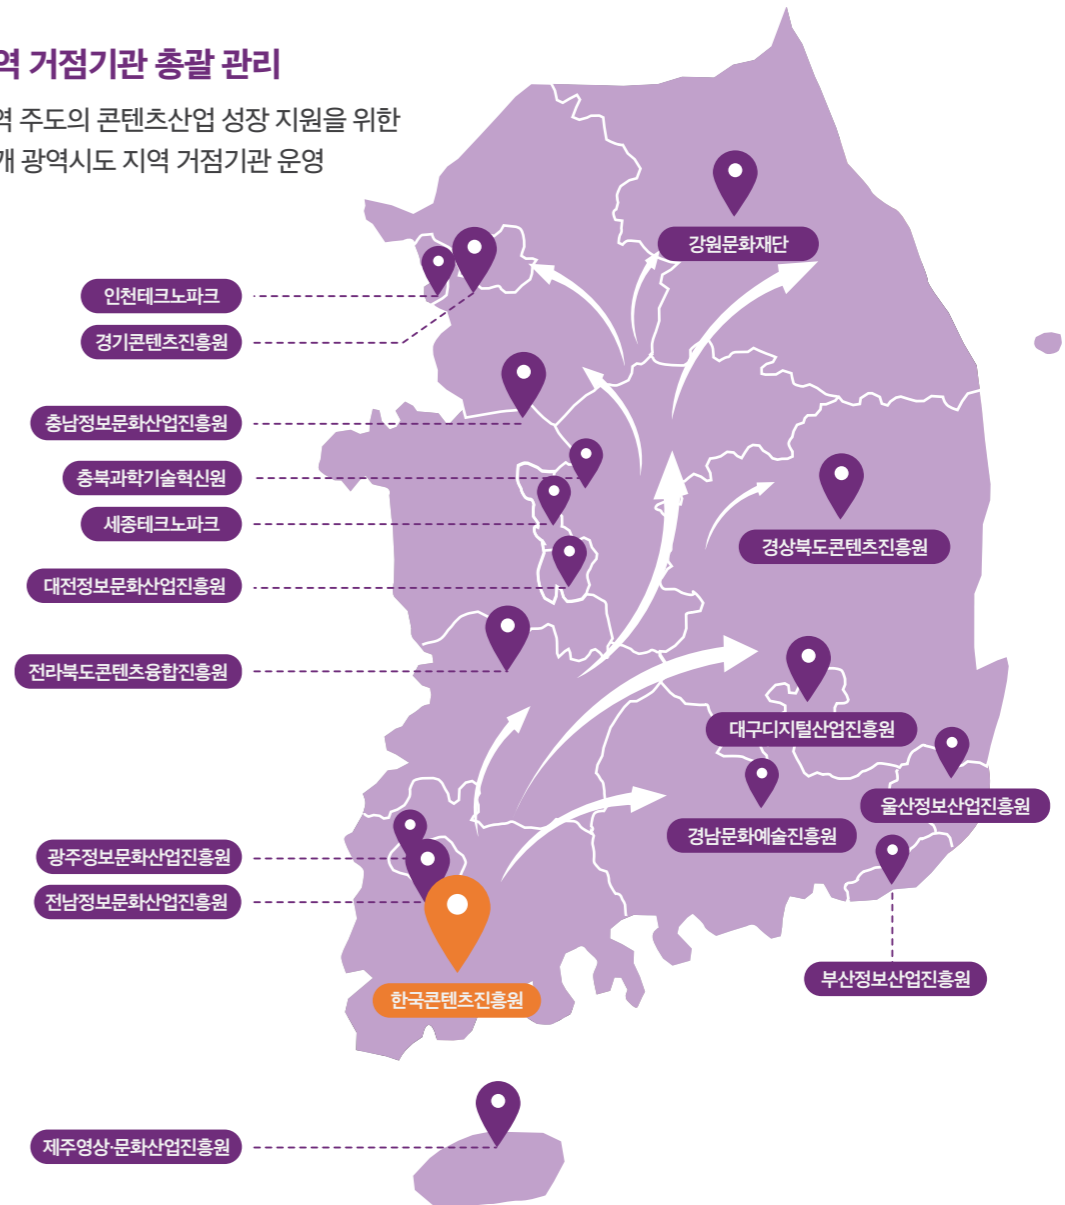 역 거점기관 총괄 관리
역 주도의 콘텐츠산업 성장 지원을 위한
개 광역시도 지역 거점기관 운영
강원문화재단
인천테크노파크
경기콘텐츠진흥원
충남정보문화산업진흥원
충북과학기술혁신원
세종테크노파크
경상북도콘텐츠진흥원
대전정보문화산업진흥원
전라북도콘텐츠융합진흥원
대구디지털산업진흥원
울산정보산업진흥원
경남문화예술진흥원
광주정보문화산업진흥원
전남정보문화산업진흥원
부산정보산업진흥원
한국콘텐츠진흥원
제주영상·문화산업진흥원